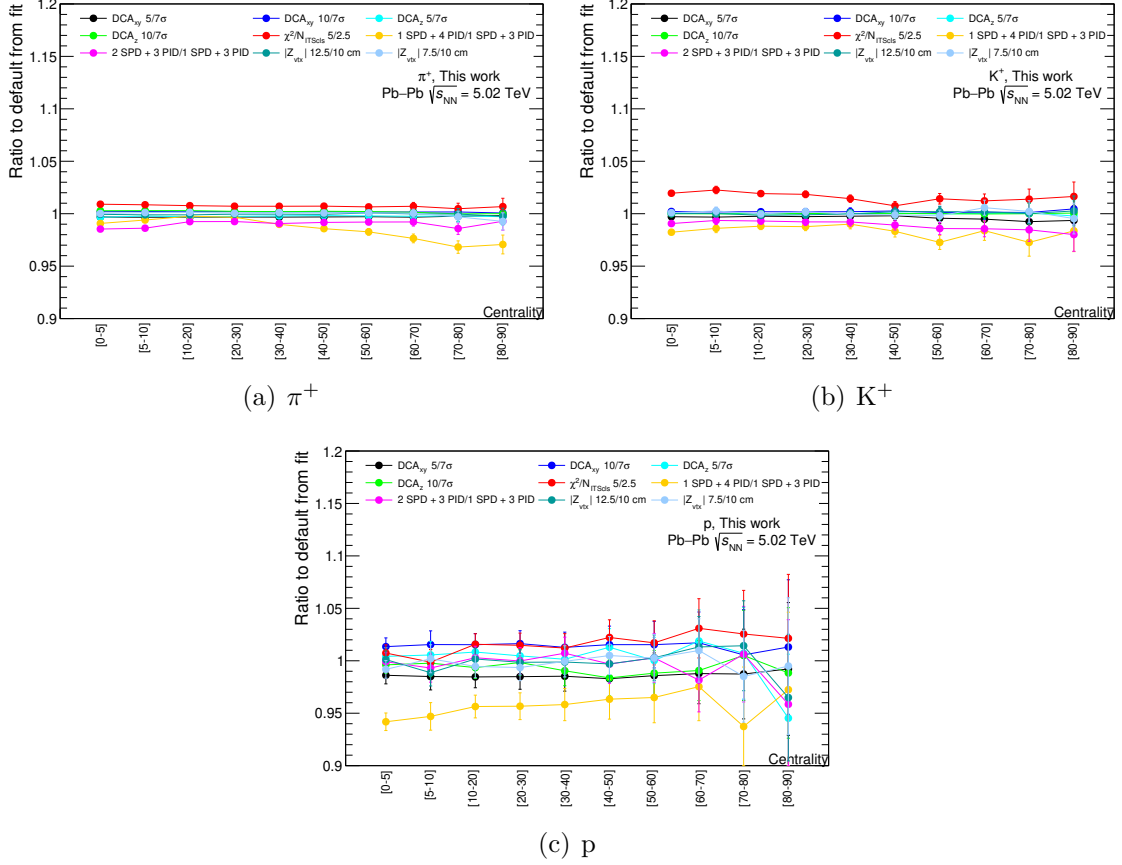 Ratio to default from fit
1.2
1.15
1.1
1.05
1
0.95
0.9
DCAxy 5/7σ
DCAxy 10/7σ
DCAz 5/7σ
DCAz 10/7σ
χ²/NITScls 5/2.5
1 SPD + 4 PID/1 SPD + 3 PID
2 SPD + 3 PID/1 SPD + 3 PID
|Zvtx| 12.5/10 cm
|Zvtx| 7.5/10 cm
π⁺, This work
Pb–Pb √sNN = 5.02 TeV
Centrality
[0-5]
[5-10]
[10-20]
[20-30]
[30-40]
[40-50]
[50-60]
[60-70]
[70-80]
[80-90]
(a) π⁺
Ratio to default from fit
1.2
1.15
1.1
1.05
1
0.95
0.9
DCAxy 5/7σ
DCAxy 10/7σ
DCAz 5/7σ
DCAz 10/7σ
χ²/NITScls 5/2.5
1 SPD + 4 PID/1 SPD + 3 PID
2 SPD + 3 PID/1 SPD + 3 PID
|Zvtx| 12.5/10 cm
|Zvtx| 7.5/10 cm
K⁺, This work
Pb–Pb √sNN = 5.02 TeV
Centrality
[0-5]
[5-10]
[10-20]
[20-30]
[30-40]
[40-50]
[50-60]
[60-70]
[70-80]
[80-90]
(b) K⁺
Ratio to default from fit
1.2
1.15
1.1
1.05
1
0.95
0.9
DCAxy 5/7σ
DCAxy 10/7σ
DCAz 5/7σ
DCAz 10/7σ
χ²/NITScls 5/2.5
1 SPD + 4 PID/1 SPD + 3 PID
2 SPD + 3 PID/1 SPD + 3 PID
|Zvtx| 12.5/10 cm
|Zvtx| 7.5/10 cm
p, This work
Pb–Pb √sNN = 5.02 TeV
Centrality
[0-5]
[5-10]
[10-20]
[20-30]
[30-40]
[40-50]
[50-60]
[60-70]
[70-80]
[80-90]
(c) p